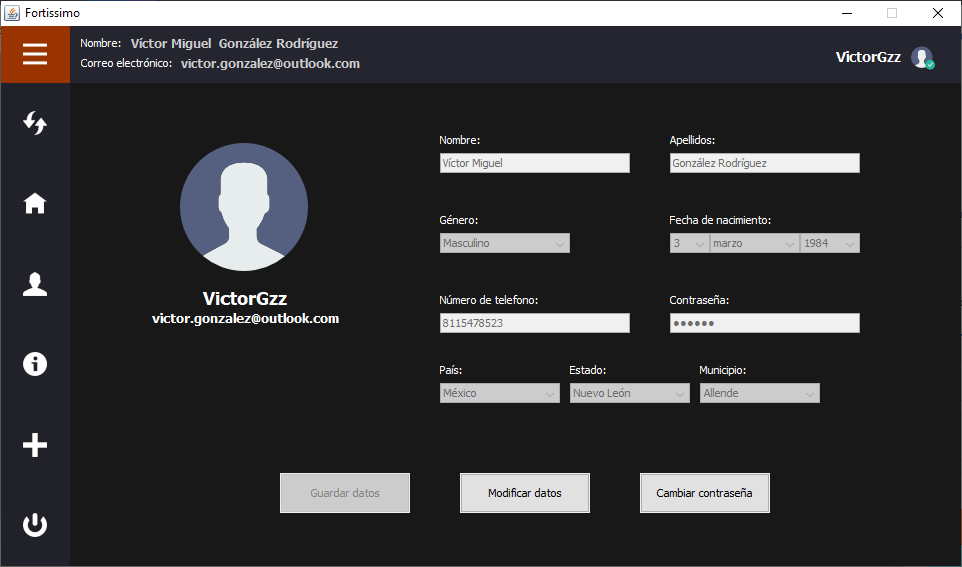 Fortissimo
Nombre: Víctor Miguel González Rodríguez
Correo electrónico: victor.gonzalez@outlook.com
VictorGzz
VictorGzz
victor.gonzalez@outlook.com
Nombre: Apellidos:
Víctor Miguel González Rodríguez
Género: Fecha de nacimiento:
Masculino 3 marzo 1984
Número de telefono: Contraseña:
8115478523 ●●●●●●
País: Estado: Municipio:
México Nuevo León Allende
Guardar datos Modificar datos Cambiar contraseña